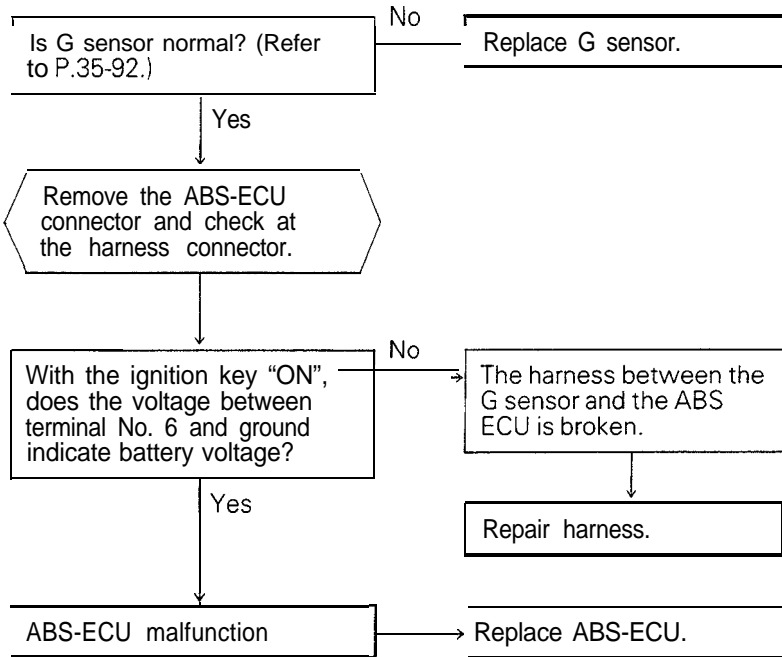 Is G sensor normal? (Refer
to P.35-92.)
No
Replace G sensor.
Yes
Remove the ABS-ECU
connector and check at
the harness connector.
With the ignition key “ON”,
does the voltage between
terminal No. 6 and ground
indicate battery voltage?
No
The harness between the
G sensor and the ABS
ECU is broken.
Yes
Repair harness.
ABS-ECU malfunction
Replace ABS-ECU.